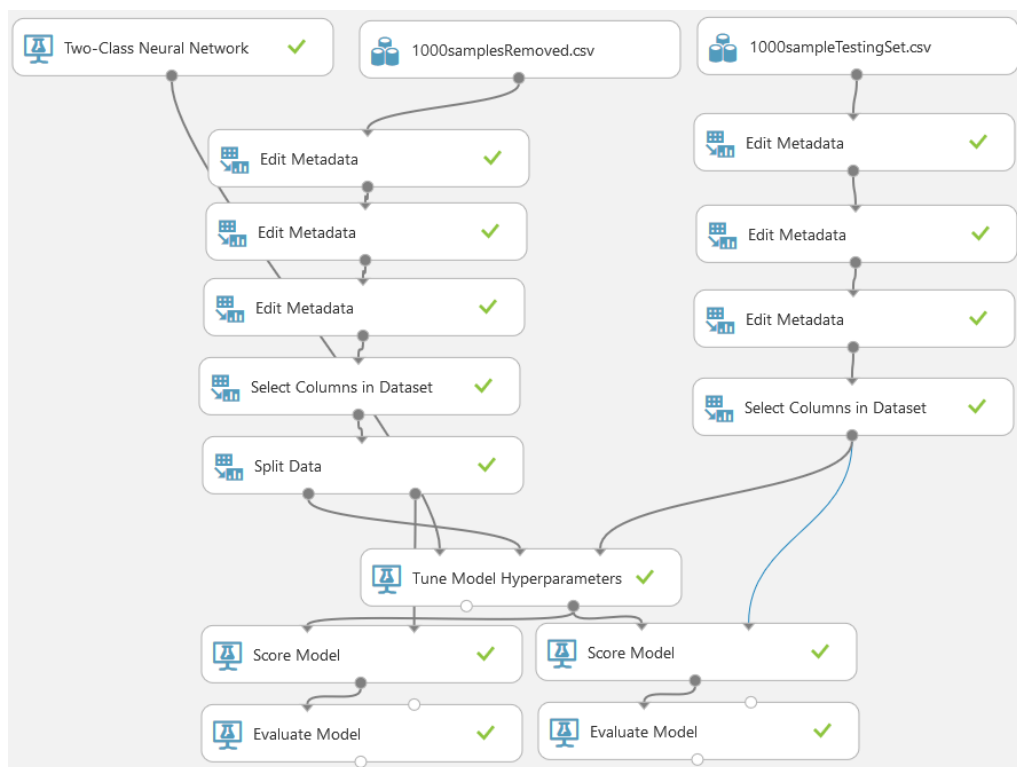 Two-Class Neural Network
1000samplesRemoved.csv
1000sampleTestingSet.csv
Edit Metadata
Edit Metadata
Edit Metadata
Edit Metadata
Edit Metadata
Edit Metadata
Select Columns in Dataset
Select Columns in Dataset
Split Data
Tune Model Hyperparameters
Score Model
Score Model
Evaluate Model
Evaluate Model